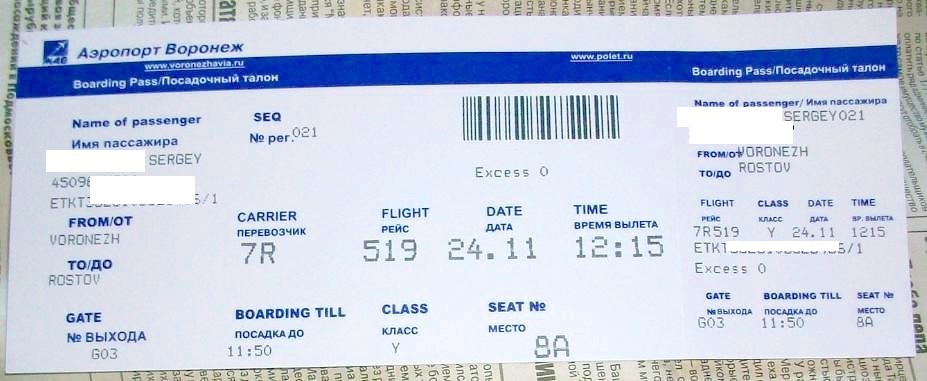 Аэропорт Воронеж
www.voronezhavia.ru
www.polet.ru
Boarding Pass/Посадочный талон
Name of passenger
Имя пассажира
SERGEY
SEQ
№ рег. 021
Excess 0
FROM/ОТ
VORONEZH
TO/ДО
ROSTOV
CARRIER
ПЕРЕВОЗЧИК
7R
FLIGHT
РЕЙС
519
DATE
ДАТА
24.11
TIME
ВРЕМЯ ВЫЛЕТА
12:15
GATE
№ ВЫХОДА
G03
BOARDING TILL
ПОСАДКА ДО
11:50
CLASS
КЛАСС
Y
SEAT №
МЕСТО
8A
Boarding Pass/Посадочный талон
Name of passenger/ Имя пассажира
SERGEY021
FROM/ОТ VORONEZH
TO/ДО ROSTOV
FLIGHT CLASS DATE TIME
РЕЙС КЛАСС ДАТА ВР. ВЫЛЕТА
7R519 Y 24.11 1215
Excess 0
GATE BOARDING TILL SEAT №
№ ВЫХОДА ПОСАДКА ДО МЕСТО
G03 11:50 8A